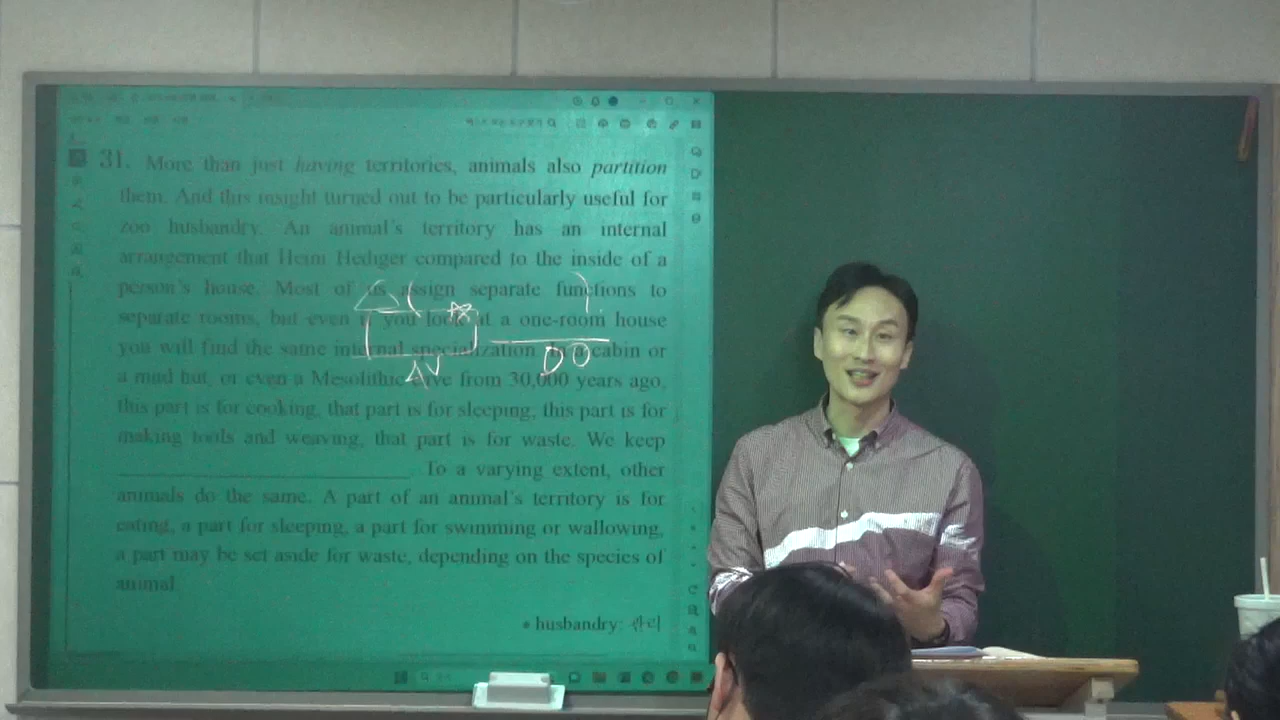 31. More than just having territories, animals also partition
them. And this insight turned out to be particularly useful for
zoo husbandry. An animal's territory has an internal
arrangement that Heini Hediger compared to the inside of a
person's house. Most of us assign separate functions to
separate rooms, but even if you look at a one-room house
you will find the same internal specialization. In a cabin or
a mud hut, or even a Mesolithic cave from 30,000 years ago,
this part is for cooking, that part is for sleeping, this part is for
making tools and weaving, that part is for waste. We keep
____________________. To a varying extent, other
animals do the same. A part of an animal's territory is for
eating, a part for sleeping, a part for swimming or wallowing,
a part may be set aside for waste, depending on the species of
animal.
* husbandry: 관리